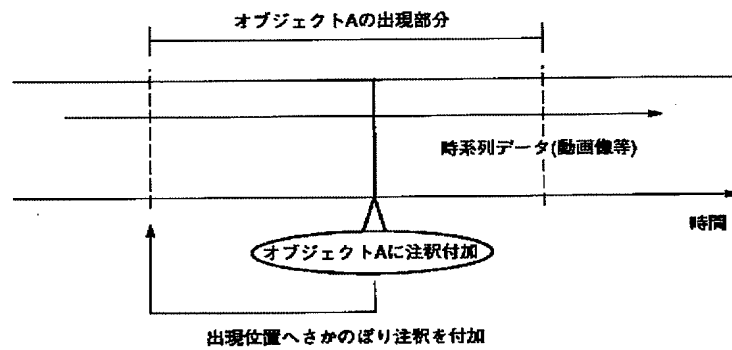 オブジェクトAの出現部分
時系列データ(動画像等)
時間
オブジェクトAに注釈付加
出現位置へさかのぼり注釈を付加